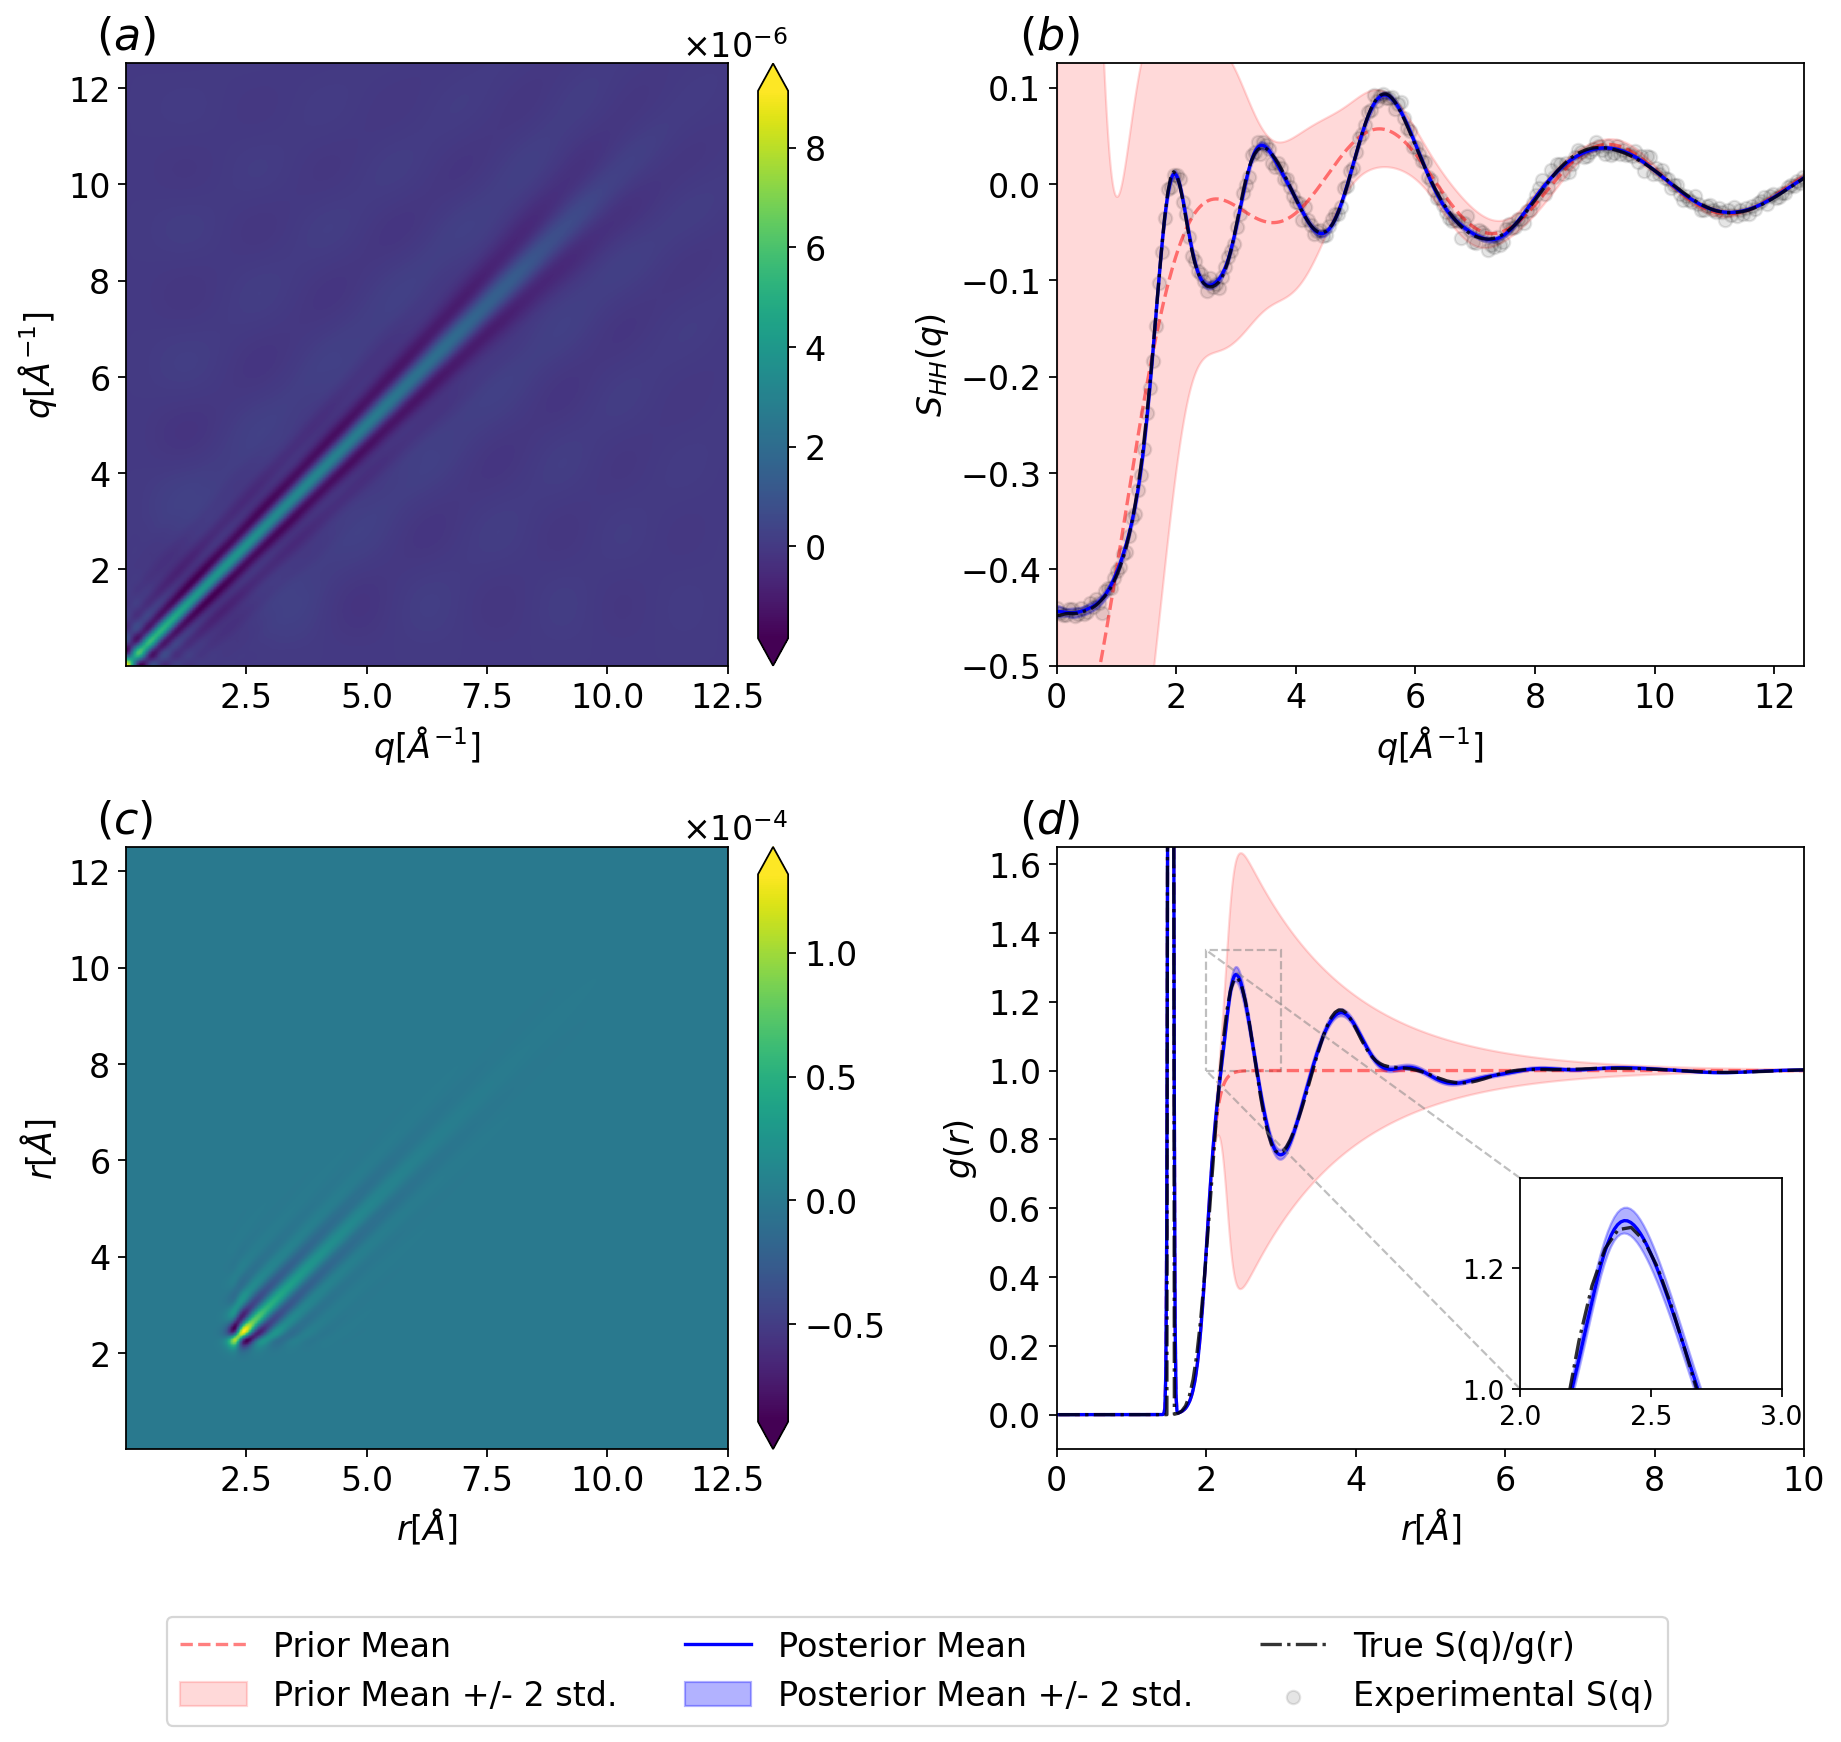 (a)
×10⁻⁶
12
10
8
6
4
2
q[Å⁻¹]
2.5 5.0 7.5 10.0 12.5
q[Å⁻¹]
8
6
4
2
0
(b)
0.1
0.0
−0.1
−0.2
−0.3
−0.4
−0.5
S_HH(q)
0 2 4 6 8 10 12
q[Å⁻¹]
(c)
×10⁻⁴
12
10
8
6
4
2
r[Å]
2.5 5.0 7.5 10.0 12.5
r[Å]
1.0
0.5
0.0
−0.5
(d)
1.6
1.4
1.2
1.0
0.8
0.6
0.4
0.2
0.0
g(r)
1.2
1.0
2.0 2.5 3.0
0 2 4 6 8 10
r[Å]
Prior Mean
Prior Mean +/- 2 std.
Posterior Mean
Posterior Mean +/- 2 std.
True S(q)/g(r)
Experimental S(q)